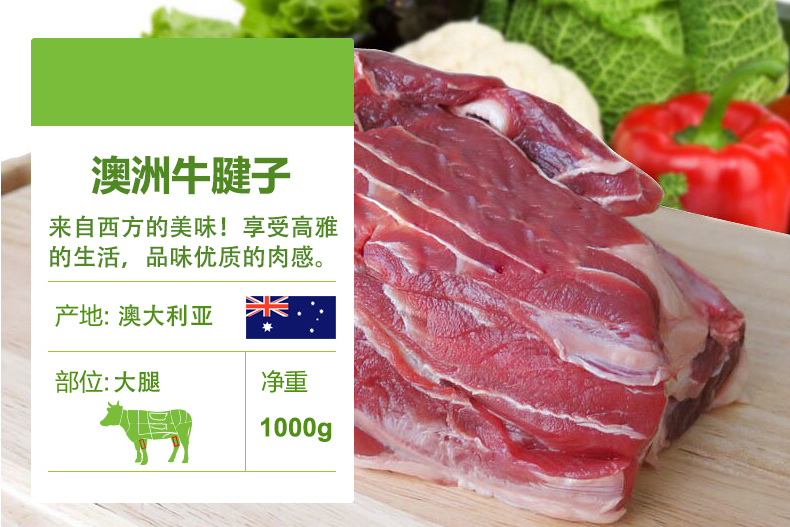 澳洲牛腱子
来自西方的美味！享受高雅
的生活，品味优质的肉感。
产地: 澳大利亚
部位: 大腿
净重
1000g